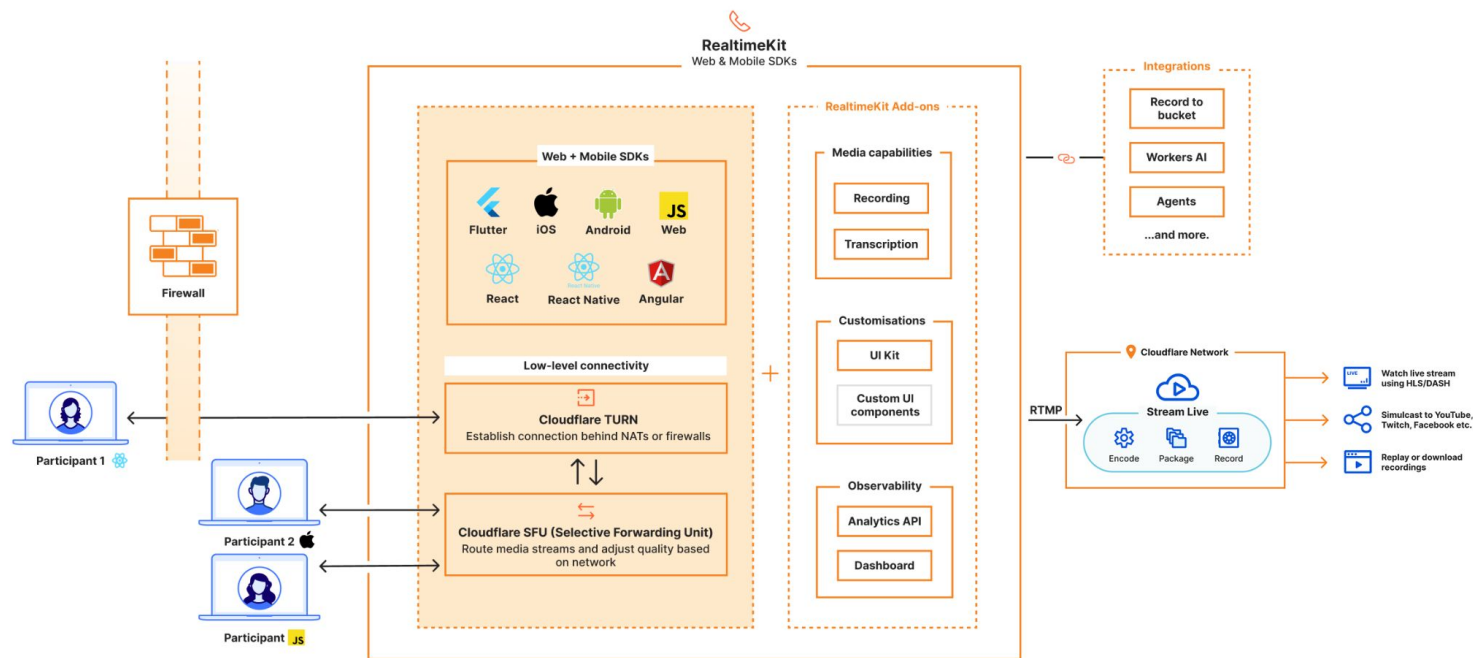 RealtimeKit
Web & Mobile SDKs
Firewall
Participant 1
Participant 2
Participant
JS
Web + Mobile SDKs
Flutter
iOS
Android
JS
Web
React
React Native
React Native
Angular
Low-level connectivity
Cloudflare TURN
Establish connection behind NATs or firewalls
Cloudflare SFU (Selective Forwarding Unit)
Route media streams and adjust quality based
on network
RealtimeKit Add-ons
Media capabilities
Recording
Transcription
Customisations
UI Kit
Custom UI
components
Observability
Analytics API
Dashboard
Integrations
Record to
bucket
Workers AI
Agents
...and more.
RTMP
Cloudflare Network
Stream Live
Encode
Package
Record
LIVE
Watch live stream
using HLS/DASH
Simulcast to YouTube,
Twitch, Facebook etc.
Replay or download
recordings